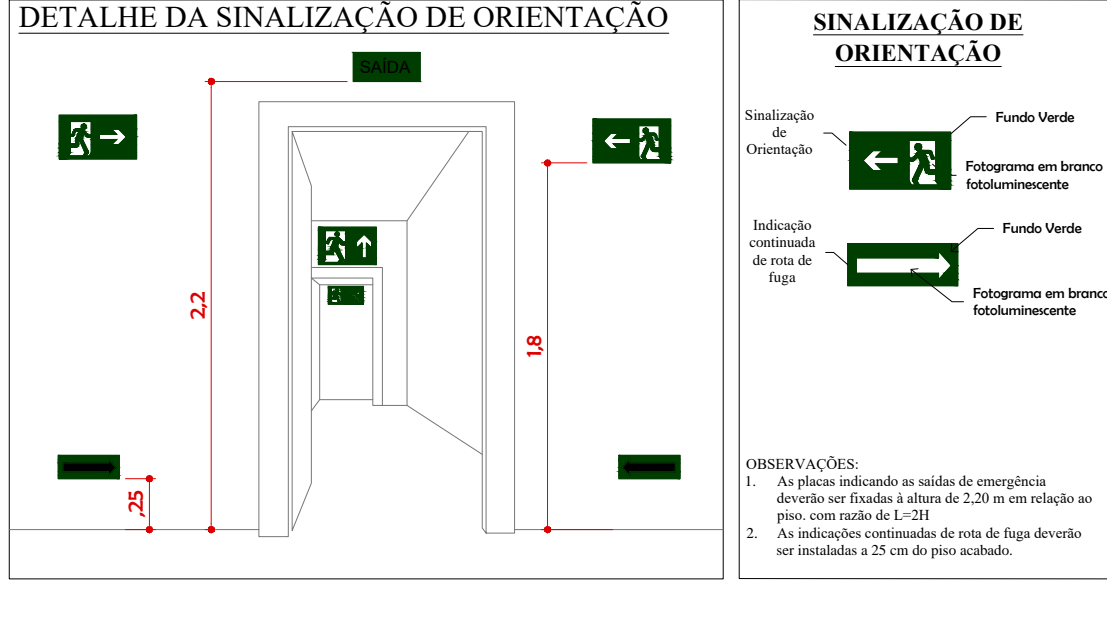 DETALHE DA SINALIZAÇÃO DE ORIENTAÇÃO
SAÍDA
2,2
1,8
,25
SINALIZAÇÃO DE
ORIENTAÇÃO
Sinalização
de
Orientação
Fundo Verde
Fotograma em branco
fotoluminescente
Indicação
continuada
de rota de
fuga
Fundo Verde
Fotograma em branco
fotoluminescente
OBSERVAÇÕES:
1. As placas indicando as saídas de emergência
deverão ser fixadas à altura de 2,20 m em relação ao
piso. com razão de L=2H
2. As indicações continuadas de rota de fuga deverão
ser instaladas a 25 cm do piso acabado.